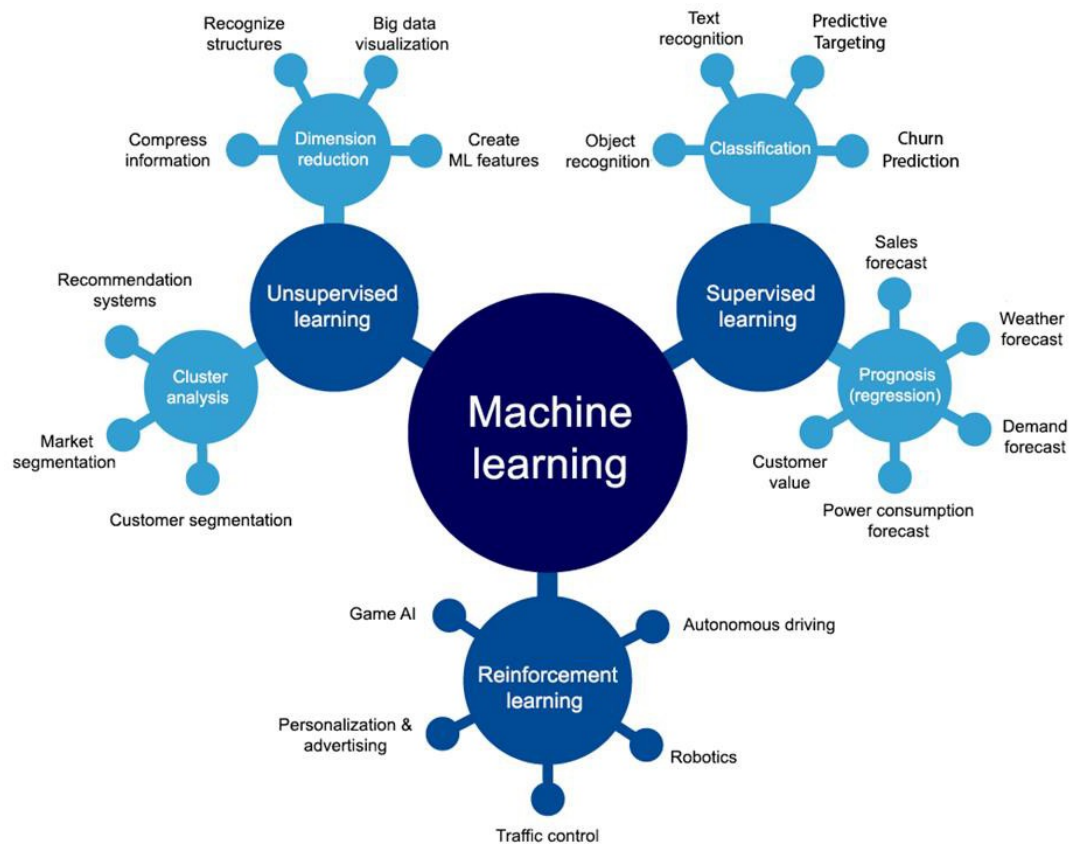 Recognize
structures
Big data
visualization
Compress
information
Dimension
reduction
Create
ML features
Text
recognition
Predictive
Targeting
Object
recognition
Classification
Churn
Prediction
Recommendation
systems
Unsupervised
learning
Cluster
analysis
Market
segmentation
Customer segmentation
Supervised
learning
Sales
forecast
Weather
forecast
Prognosis
(regression)
Demand
forecast
Customer
value
Power consumption
forecast
Machine
learning
Game AI
Autonomous driving
Reinforcement
learning
Personalization &
advertising
Robotics
Traffic control